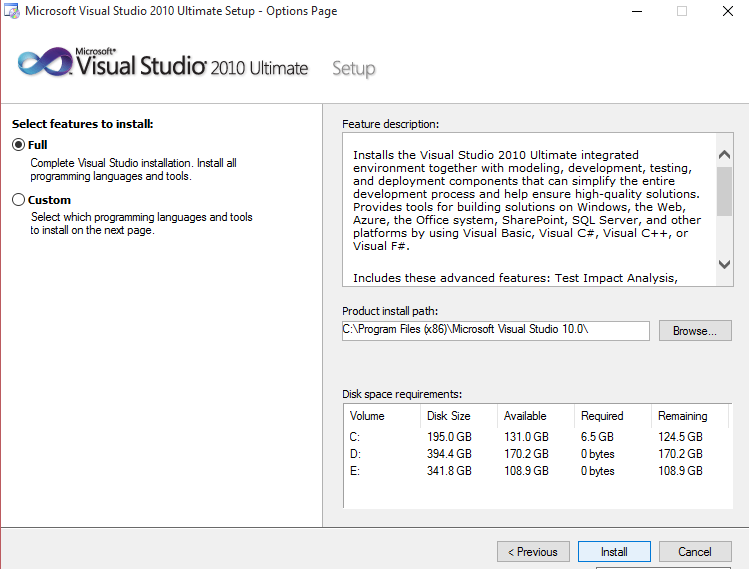 Microsoft Visual Studio 2010 Ultimate Setup - Options Page
Microsoft®
Visual Studio® 2010 Ultimate Setup
Select features to install:
Full
Complete Visual Studio installation. Install all
programming languages and tools.
Custom
Select which programming languages and tools
to install on the next page.
Feature description:
Installs the Visual Studio 2010 Ultimate integrated
environment together with modeling, development, testing,
and deployment components that can simplify the entire
development process and help ensure high-quality solutions.
Provides tools for building solutions on Windows, the Web,
Azure, the Office system, SharePoint, SQL Server, and other
platforms by using Visual Basic, Visual C#, Visual C++, or
Visual F#.
Includes these advanced features: Test Impact Analysis,
Product install path:
C:\Program Files (x86)\Microsoft Visual Studio 10.0\
Browse...
Disk space requirements:
Volume Disk Size Available Required Remaining
C: 195.0 GB 131.0 GB 6.5 GB 124.5 GB
D: 394.4 GB 170.2 GB 0 bytes 170.2 GB
E: 341.8 GB 108.9 GB 0 bytes 108.9 GB
< Previous Install Cancel